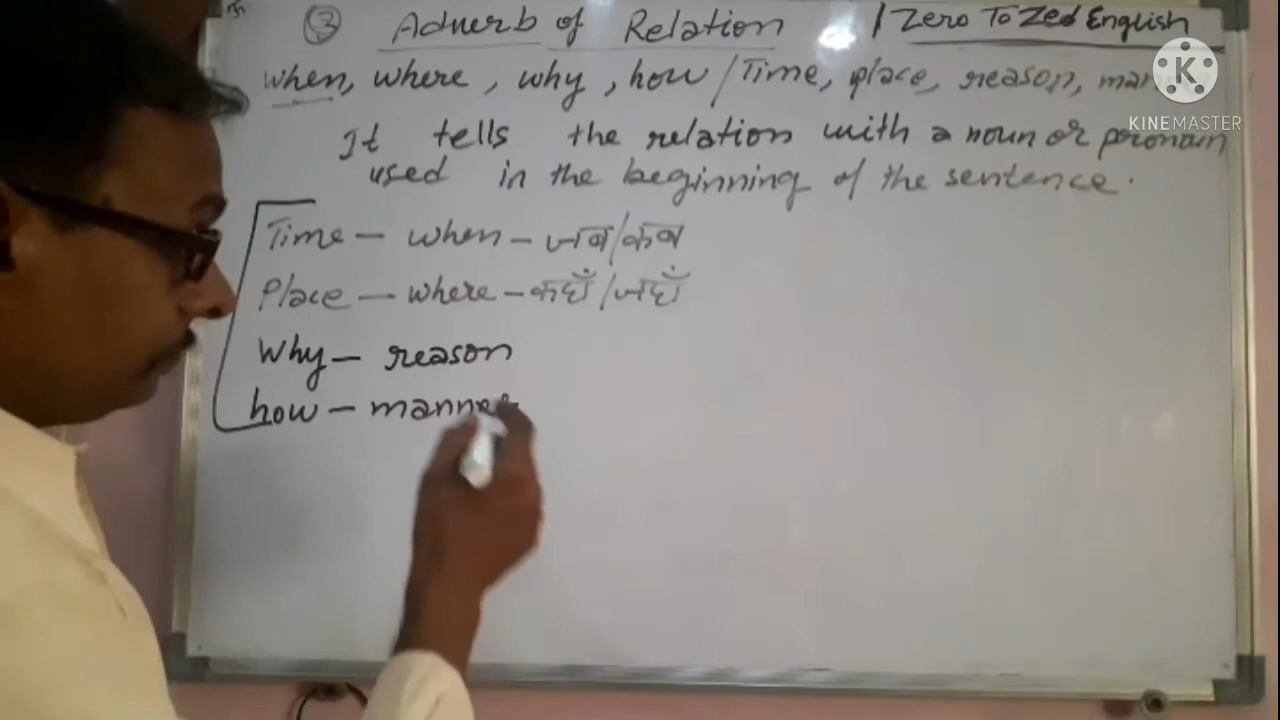 ③ Adverb of Relation / Zero To Zed English
when, where, why, how / Time, place, reason,
KINEMASTER
It tells the relation with a noun or pronoun
used in the beginning of the sentence.
Time – when – जब/कब
Place – where – कहाँ/जहाँ
Why – reason
how – manner